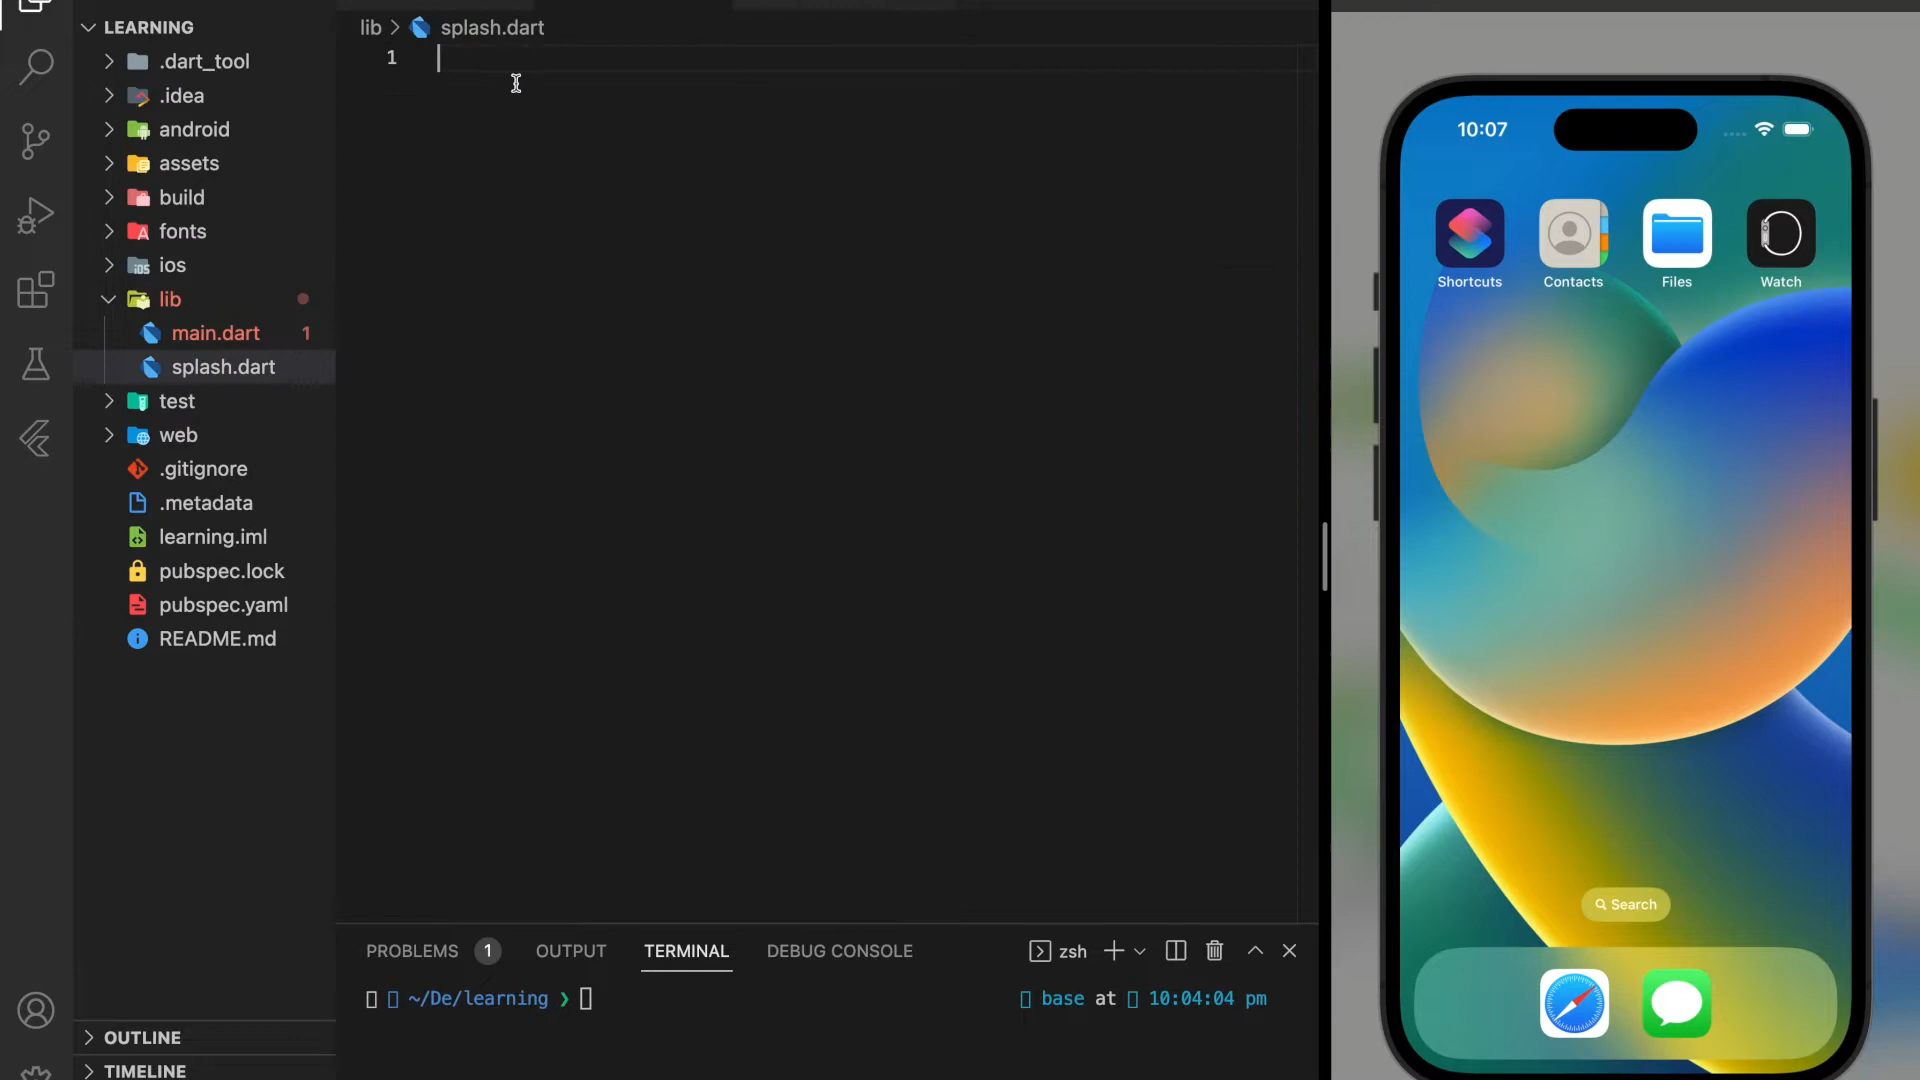 LEARNING
.dart_tool
.idea
android
assets
build
fonts
ios
lib
main.dart 1
splash.dart
test
web
.gitignore
.metadata
learning.iml
pubspec.lock
pubspec.yaml
README.md
OUTLINE
TIMELINE
lib > splash.dart
1
PROBLEMS 1 OUTPUT TERMINAL DEBUG CONSOLE zsh
~/De/learning ❯ base at 10:04:04 pm
10:07
Shortcuts Contacts Files Watch
Search